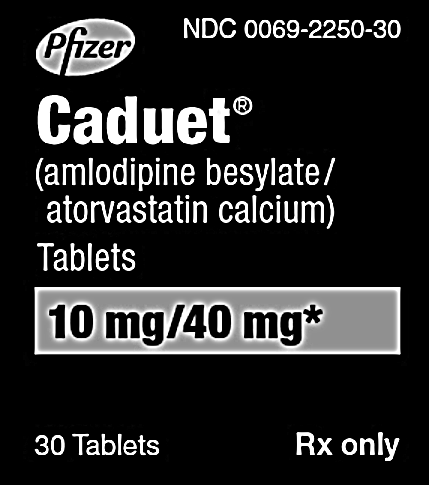 Pfizer
NDC 0069-2250-30
Caduet®
(amlodipine besylate/
atorvastatin calcium)
Tablets
10 mg/40 mg*
30 Tablets
Rx only